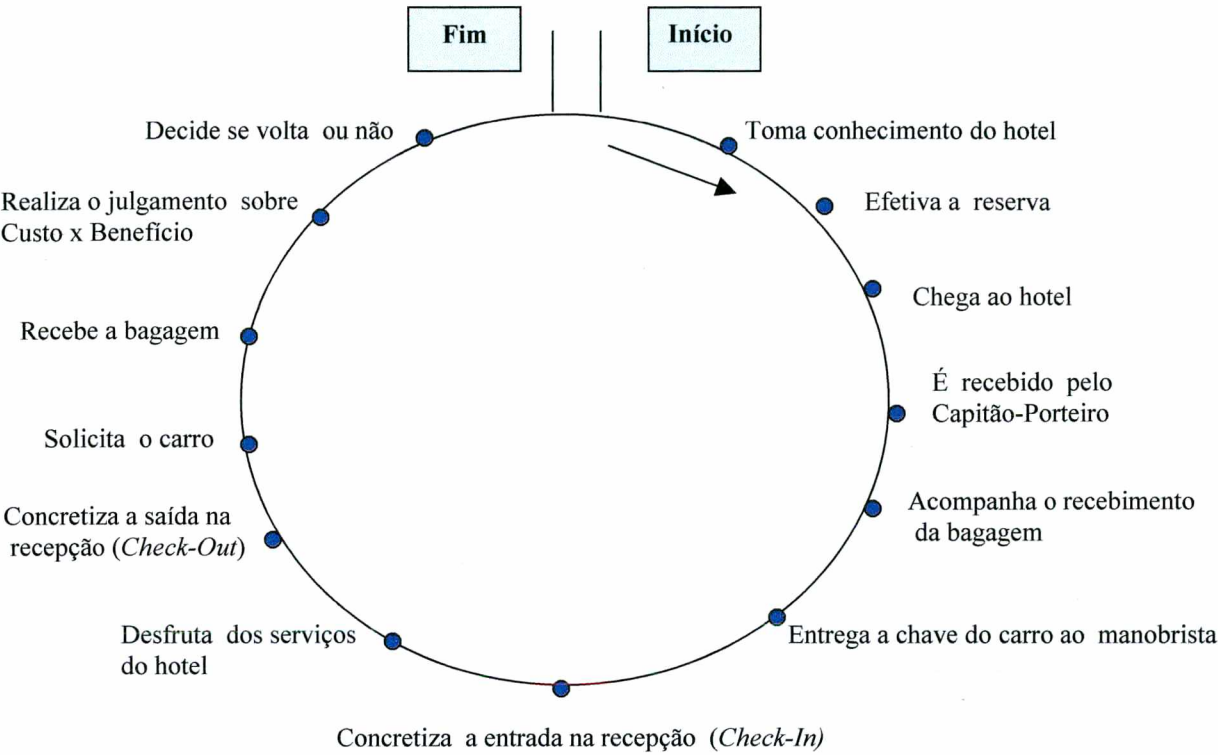 Fim
Início
Toma conhecimento do hotel
Efetiva a reserva
Chega ao hotel
É recebido pelo
Capitão-Porteiro
Acompanha o recebimento
da bagagem
Entrega a chave do carro ao manobrista
Concretiza a entrada na recepção (Check-In)
Desfruta dos serviços
do hotel
Concretiza a saída na
recepção (Check-Out)
Solicita o carro
Recebe a bagagem
Realiza o julgamento sobre
Custo x Benefício
Decide se volta ou não